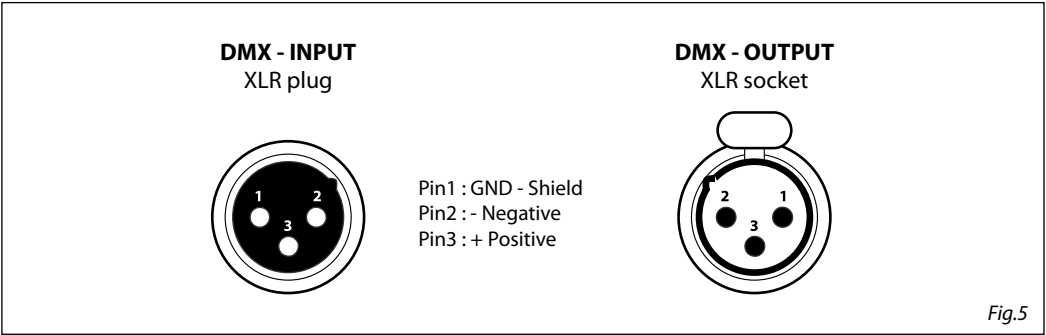 DMX - INPUT
XLR plug
DMX - OUTPUT
XLR socket
1
2
3
Pin1 : GND - Shield
Pin2 : - Negative
Pin3 : + Positive
2
1
3
Fig.5